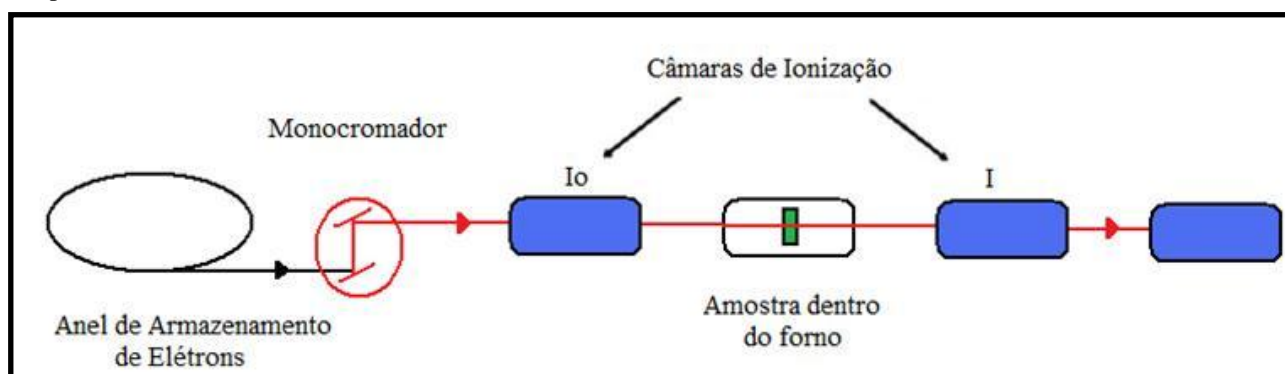 Câmaras de Ionização
Monocromador
Io
I
Anel de Armazenamento
de Elétrons
Amostra dentro
do forno